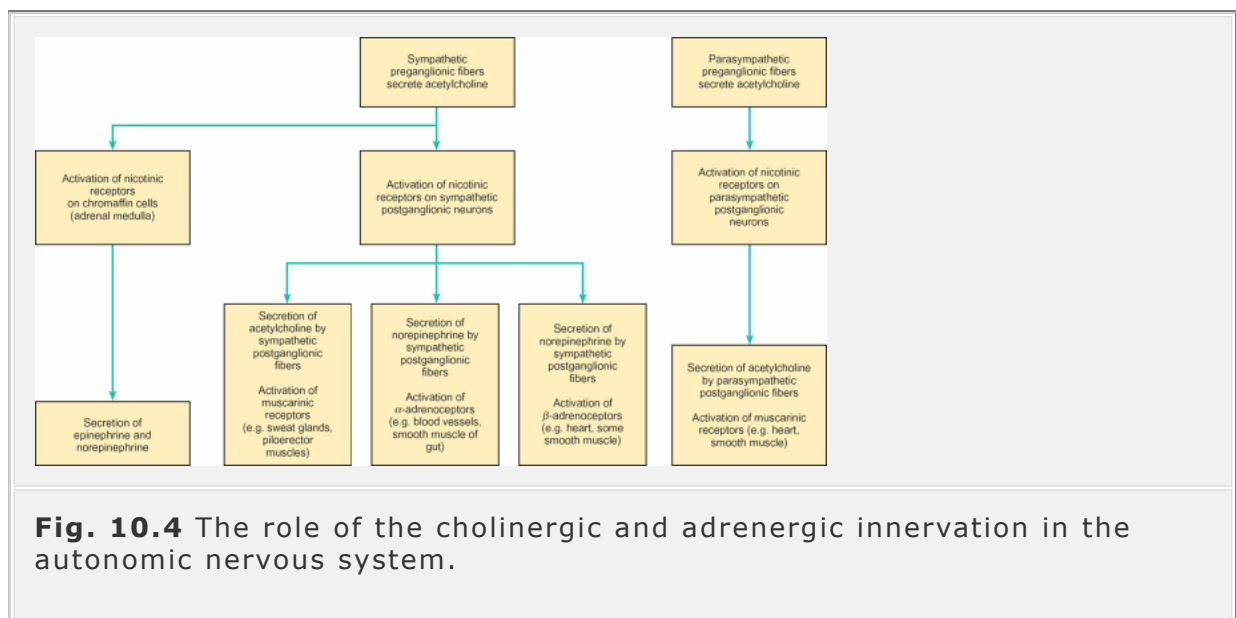 Sympathetic
preganglionic fibers
secrete acetylcholine
Parasympathetic
preganglionic fibers
secrete acetylcholine
Activation of nicotinic
receptors
on chromaffin cells
(adrenal medulla)
Activation of nicotinic
receptors on sympathetic
postganglionic neurons
Activation of nicotinic
receptors on
parasympathetic
postganglionic
neurons
Secretion of
epinephrine and
norepinephrine
Secretion of
acetylcholine by
sympathetic
postganglionic
fibers
Activation of
muscarinic
receptors
(e.g. sweat glands,
piloerector
muscles)
Secretion of
norepinephrine by
sympathetic
postganglionic
fibers
Activation of
α-adrenoceptors
(e.g. blood vessels,
smooth muscle of
gut)
Secretion of
norepinephrine by
sympathetic
postganglionic
fibers
Activation of
β-adrenoceptors
(e.g. heart, some
smooth muscle)
Secretion of acetylcholine
by parasympathetic
postganglionic fibers
Activation of muscarinic
receptors (e.g. heart,
smooth muscle)
Fig. 10.4 The role of the cholinergic and adrenergic innervation in the
autonomic nervous system.